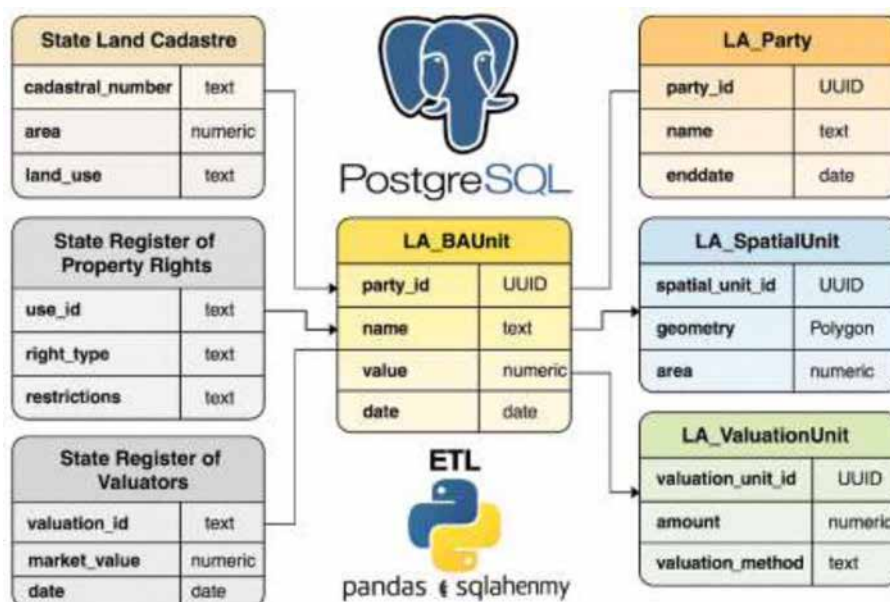 State Land Cadastre
cadastral_number text
area numeric
land_use text
State Register of
Property Rights
use_id text
right_type text
restrictions text
State Register of
Valuators
valuation_id text
market_value numeric
date date
PostgreSQL
LA_BAUnit
party_id UUID
name text
value numeric
date date
ETL
pandas sqlahenmy
LA_Party
party_id UUID
name text
enddate date
LA_SpatialUnit
spatial_unit_id UUID
geometry Polygon
area numeric
LA_ValuationUnit
valuation_unit_id UUID
amount numeric
valuation_method text